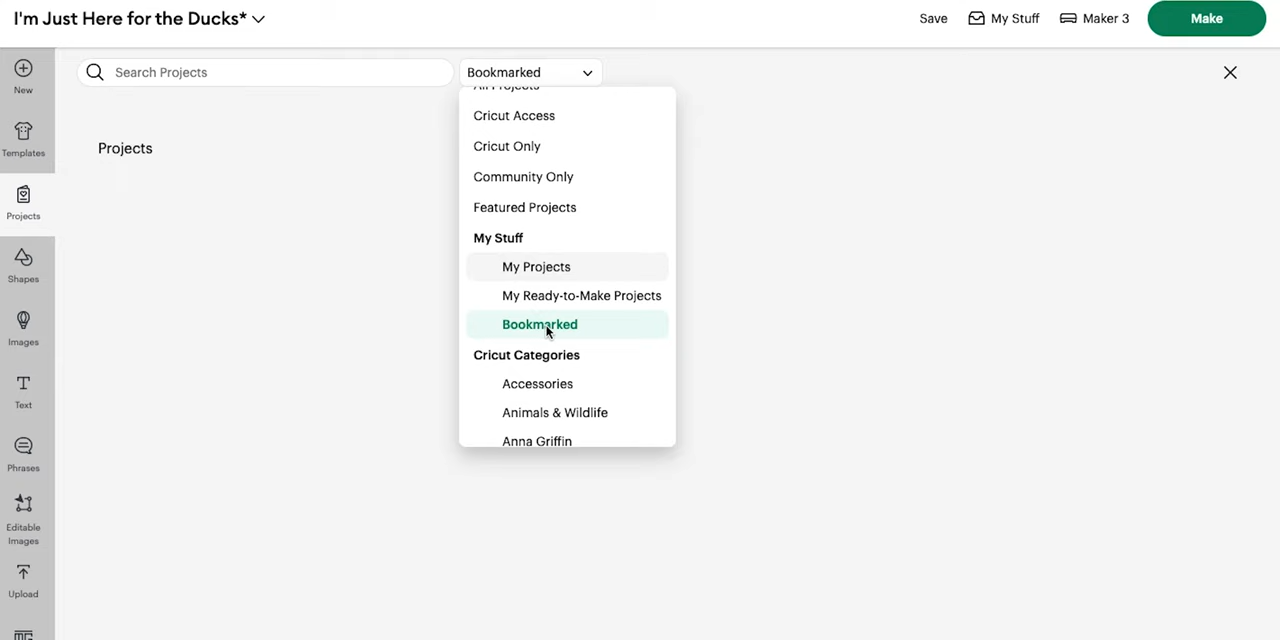 I'm Just Here for the Ducks*
Save
My Stuff
Maker 3
Make
New
Templates
Projects
Shapes
Images
Text
Phrases
Editable
Images
Upload
Search Projects
Bookmarked
Projects
All Projects
Cricut Access
Cricut Only
Community Only
Featured Projects
My Stuff
My Projects
My Ready-to-Make Projects
Bookmarked
Cricut Categories
Accessories
Animals & Wildlife
Anna Griffin